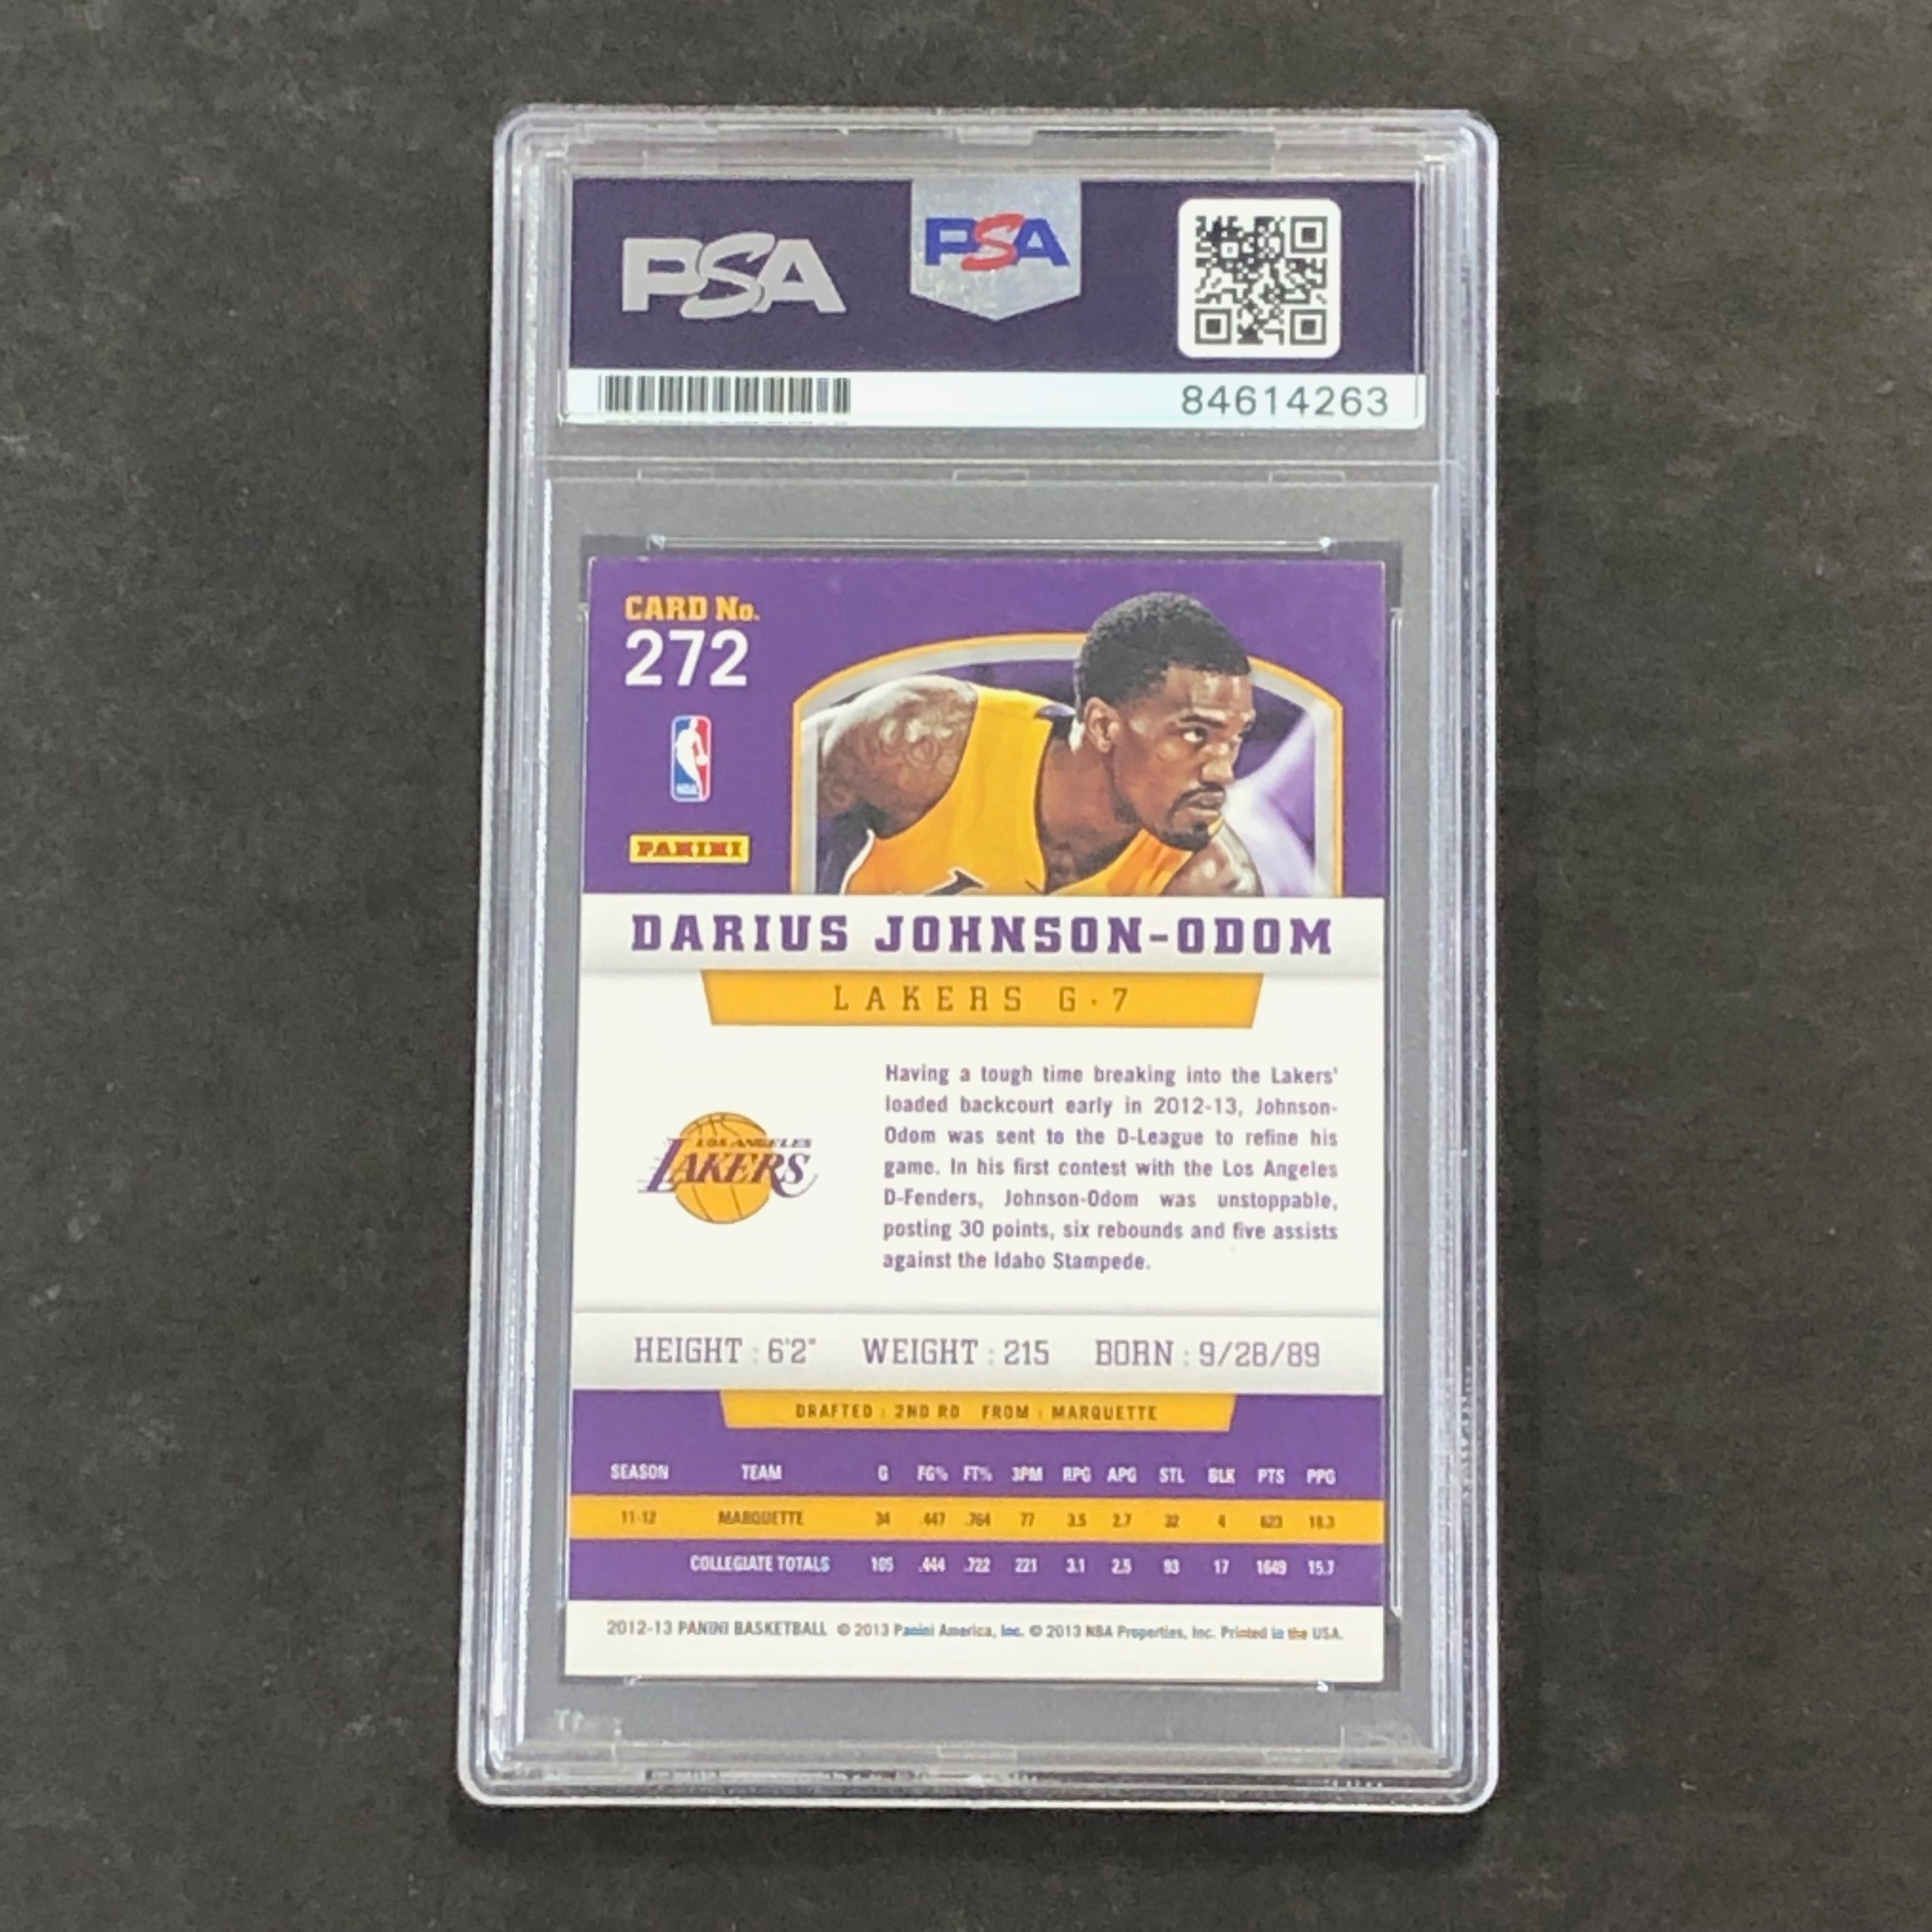 PSA
PSA
84614263
CARD No.
272
NBA
PANINI
DARIUS JOHNSON-ODOM
LAKERS G·7
Having a tough time breaking into the Lakers'
loaded backcourt early in 2012-13, Johnson-
Odom was sent to the D-League to refine his
game. In his first contest with the Los Angeles
D-Fenders, Johnson-Odom was unstoppable,
posting 30 points, six rebounds and five assists
against the Idaho Stampede.
LOS ANGELES
LAKERS
HEIGHT : 6'2" WEIGHT : 215 BORN : 9/28/89
DRAFTED : 2ND RD FROM : MARQUETTE
SEASON TEAM G FG% FT% 3PM RPG APG STL BLK PTS PPG
11-12 MARQUETTE 34 .447 .764 77 3.5 2.7 32 4 623 18.3
COLLEGIATE TOTALS 105 .444 .722 221 3.1 2.5 93 17 1649 15.7
2012-13 PANINI BASKETBALL © 2013 Panini America, Inc. © 2013 NBA Properties, Inc. Printed in the USA.